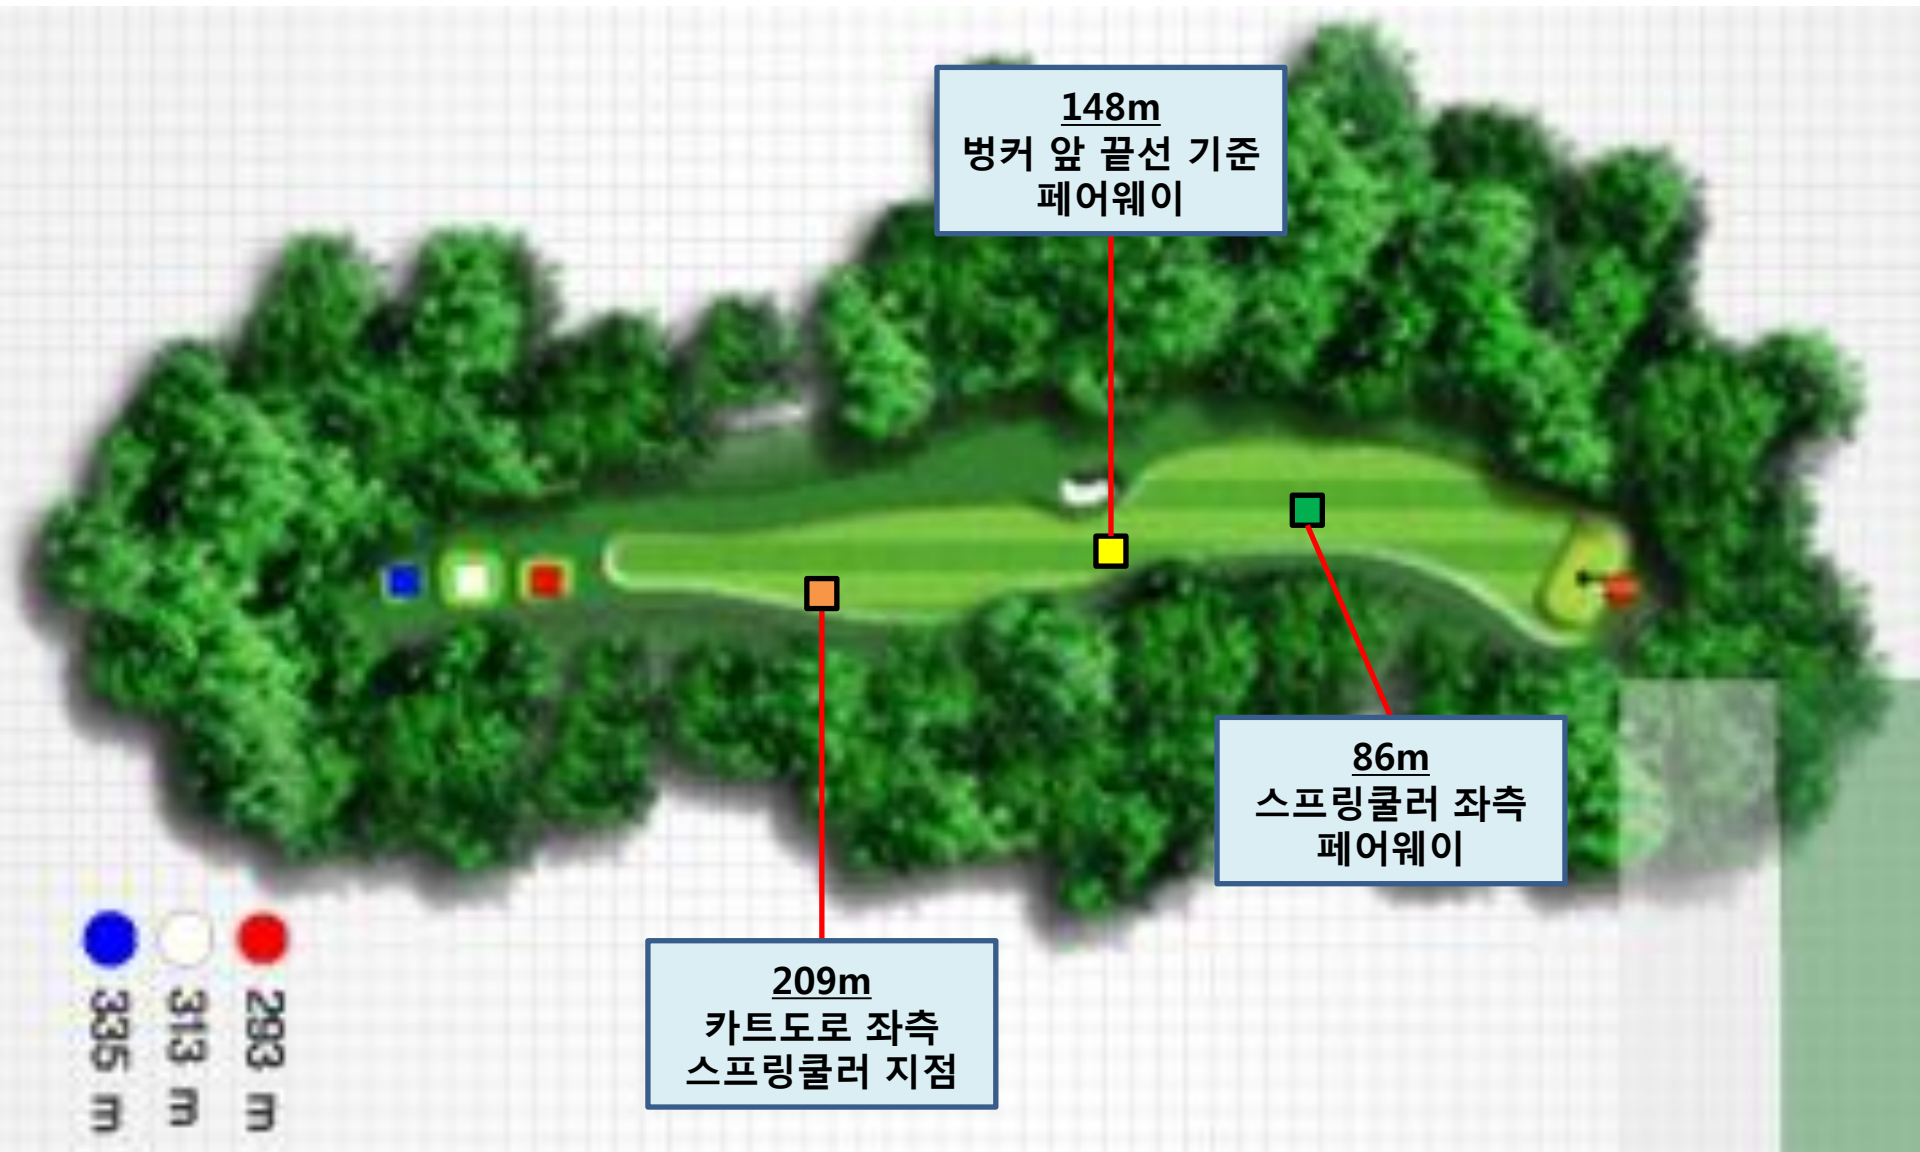 148m
벙커 앞 끝선 기준
페어웨이
86m
스프링쿨러 좌측
페어웨이
209m
카트도로 좌측
스프링쿨러 지점
335 m
313 m
283 m